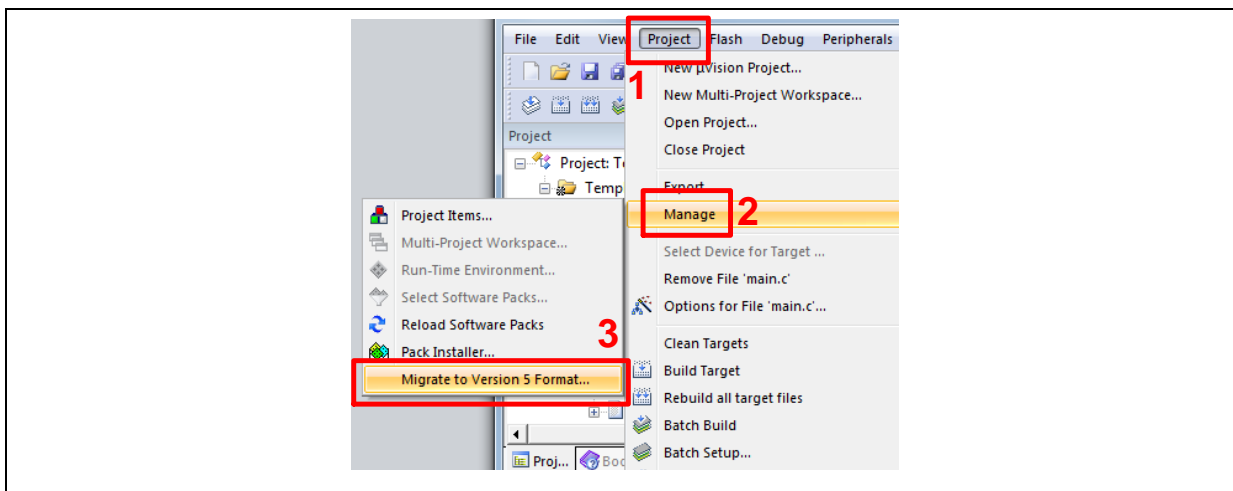 File Edit View Project Flash Debug Peripherals
1
New µVision Project...
New Multi-Project Workspace...
Open Project...
Close Project
Export
Manage
2
Select Device for Target ...
Remove File 'main.c'
Options for File 'main.c'...
Clean Targets
Build Target
Rebuild all target files
Batch Build
Batch Setup...
Project
Project: T
Temp
Project Items...
Multi-Project Workspace...
Run-Time Environment...
Select Software Packs...
Reload Software Packs
Pack Installer...
3
Migrate to Version 5 Format...
Proj... Boo